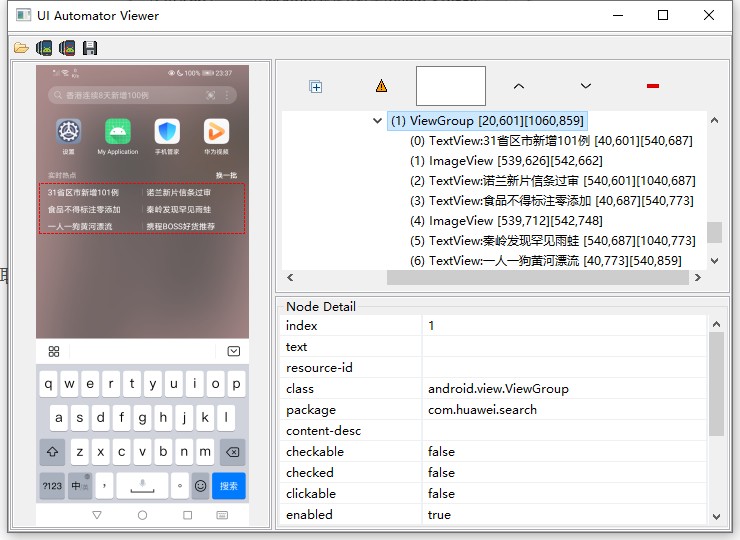 UI Automator Viewer
100% 23:37
香港连续8天新增100例
设置 My Application 手机管家 华为视频
实时热点 换一批
31省区市新增101例 诺兰新片信条过审
食品不得标注零添加 秦岭发现罕见雨蛙
一人一狗黄河漂流 携程BOSS好货推荐
q w e r t y u i o p
a s d f g h j k l
z x c v b n m
?123 中 ， 。 搜索
(1) ViewGroup [20,601][1060,859]
(0) TextView:31省区市新增101例 [40,601][540,687]
(1) ImageView [539,626][542,662]
(2) TextView:诺兰新片信条过审 [540,601][1040,687]
(3) TextView:食品不得标注零添加 [40,687][540,773]
(4) ImageView [539,712][542,748]
(5) TextView:秦岭发现罕见雨蛙 [540,687][1040,773]
(6) TextView:一人一狗黄河漂流 [40,773][540,859]
Node Detail
index 1
text
resource-id
class android.view.ViewGroup
package com.huawei.search
content-desc
checkable false
checked false
clickable false
enabled true